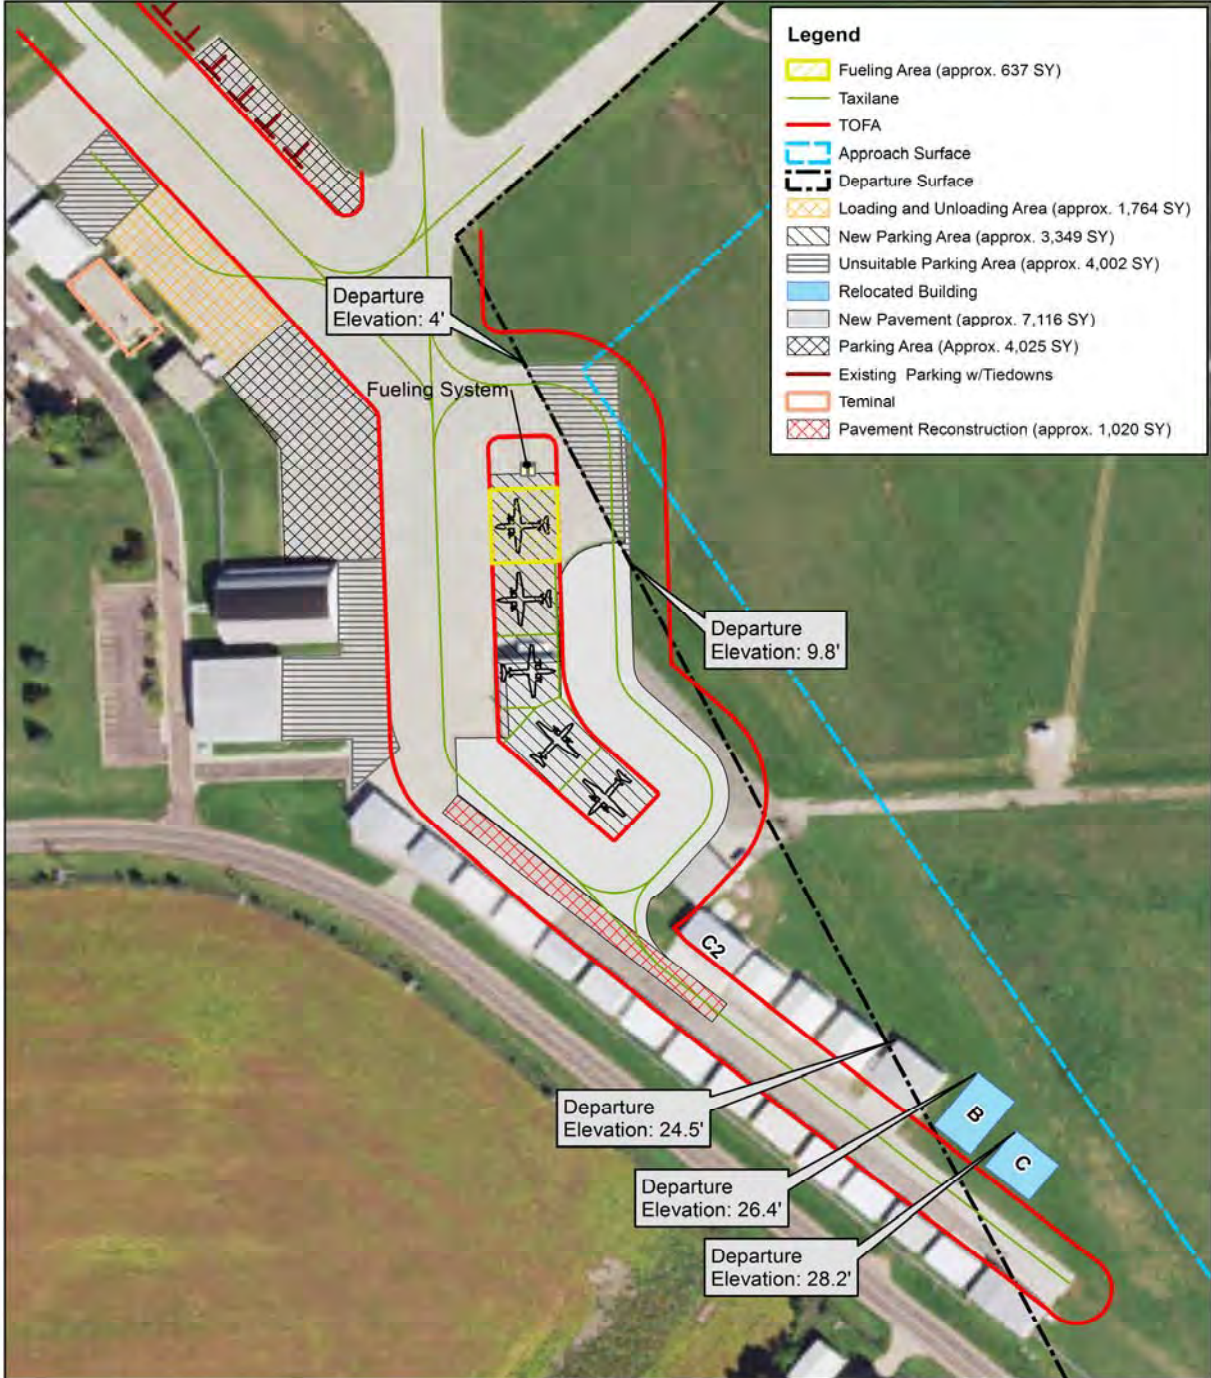 Legend
Fueling Area (approx. 637 SY)
Taxilane
TOFA
Approach Surface
Departure Surface
Loading and Unloading Area (approx. 1,764 SY)
New Parking Area (approx. 3,349 SY)
Unsuitable Parking Area (approx. 4,002 SY)
Relocated Building
New Pavement (approx. 7,116 SY)
Parking Area (Approx. 4,025 SY)
Existing Parking w/Tiedowns
Teminal
Pavement Reconstruction (approx. 1,020 SY)
Departure
Elevation: 4'
Fueling System
Departure
Elevation: 9.8'
C2
Departure
Elevation: 24.5'
B
C
Departure
Elevation: 26.4'
Departure
Elevation: 28.2'